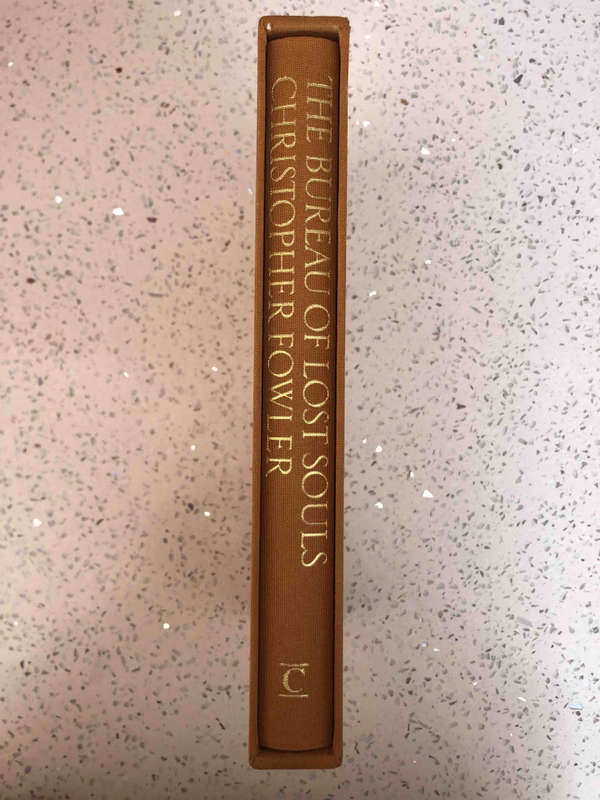 THE BUREAU OF LOST SOULS
CHRISTOPHER FOWLER
C